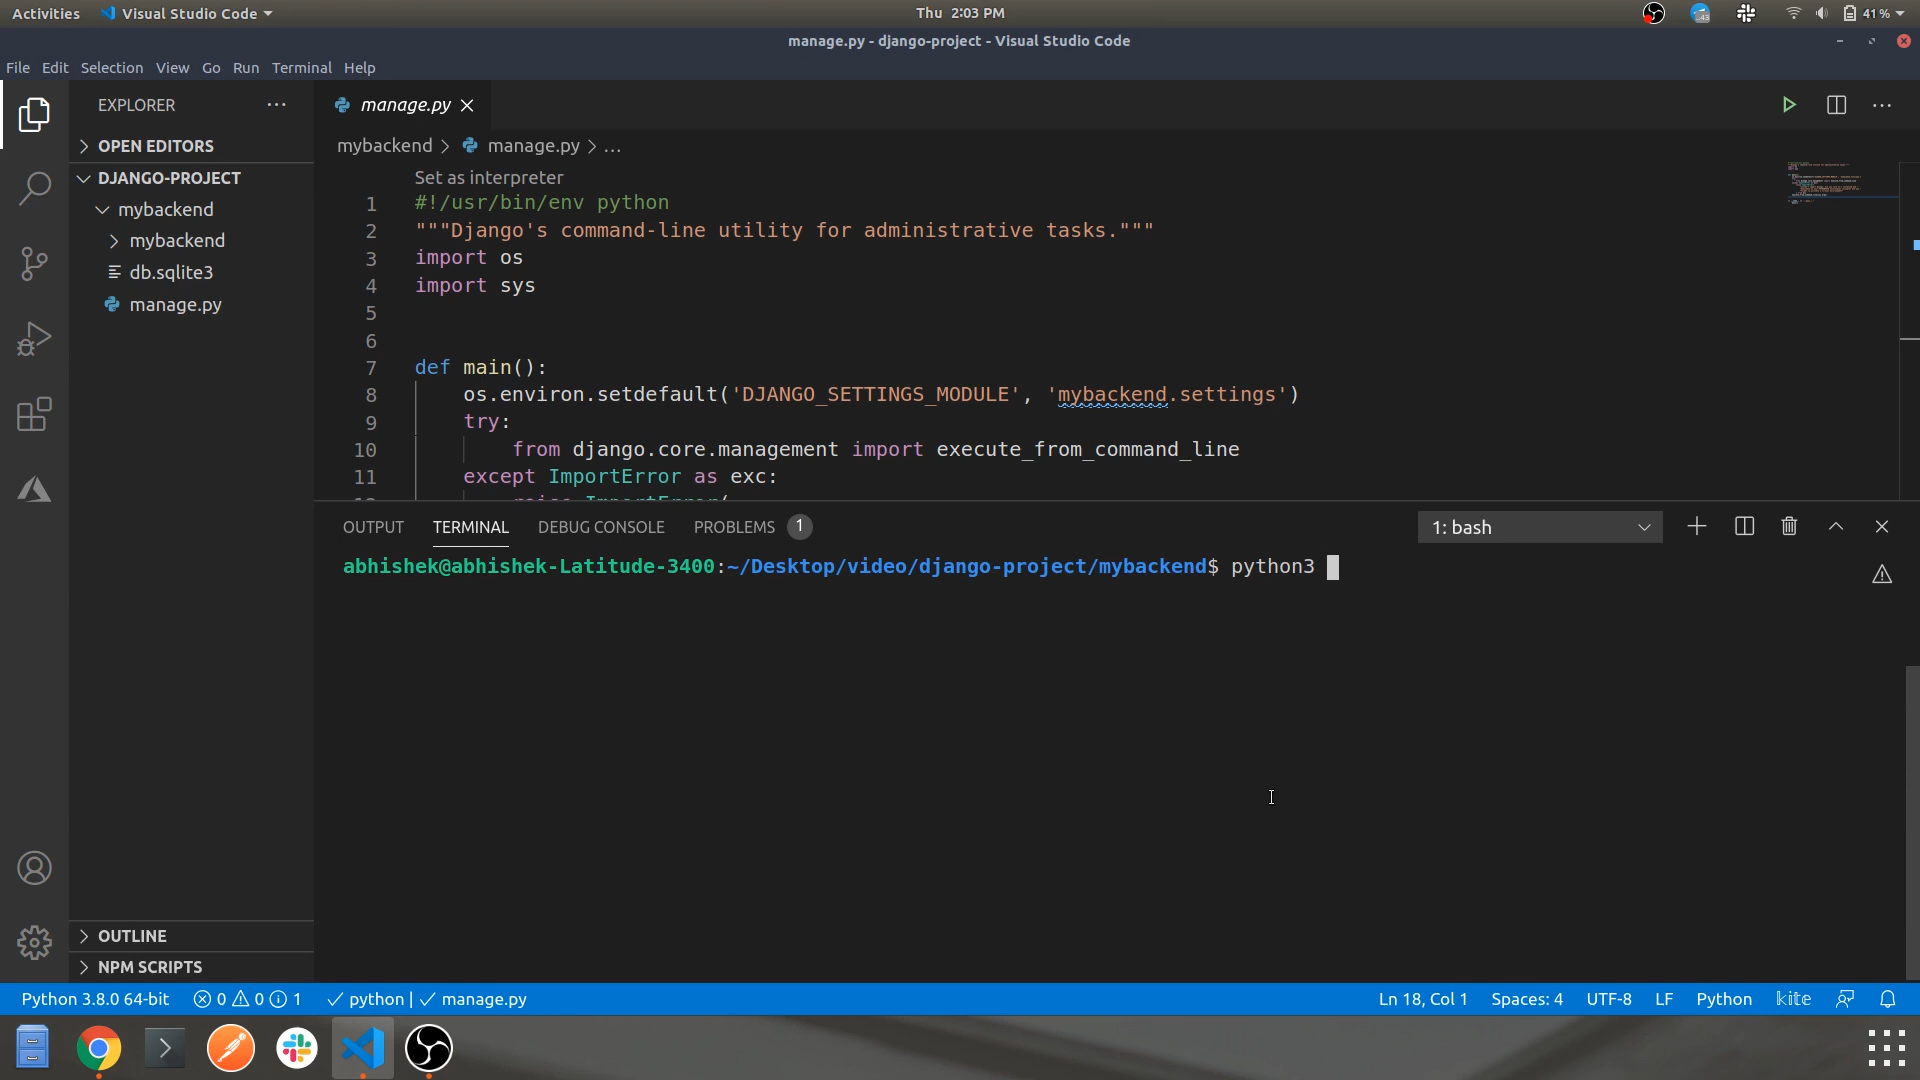 Activities Visual Studio Code Thu 2:03 PM 41%
manage.py - django-project - Visual Studio Code
File Edit Selection View Go Run Terminal Help
EXPLORER
OPEN EDITORS
DJANGO-PROJECT
mybackend
mybackend
db.sqlite3
manage.py
OUTLINE
NPM SCRIPTS
manage.py
mybackend > manage.py > ...
Set as interpreter
1 #!/usr/bin/env python
2 """Django's command-line utility for administrative tasks."""
3 import os
4 import sys
5
6
7 def main():
8 os.environ.setdefault('DJANGO_SETTINGS_MODULE', 'mybackend.settings')
9 try:
10 from django.core.management import execute_from_command_line
11 except ImportError as exc:
12 raise ImportError(
OUTPUT TERMINAL DEBUG CONSOLE PROBLEMS 1 1: bash
abhishek@abhishek-Latitude-3400:~/Desktop/video/django-project/mybackend$ python3
Python 3.8.0 64-bit 0 0 1 python | manage.py Ln 18, Col 1 Spaces: 4 UTF-8 LF Python kite